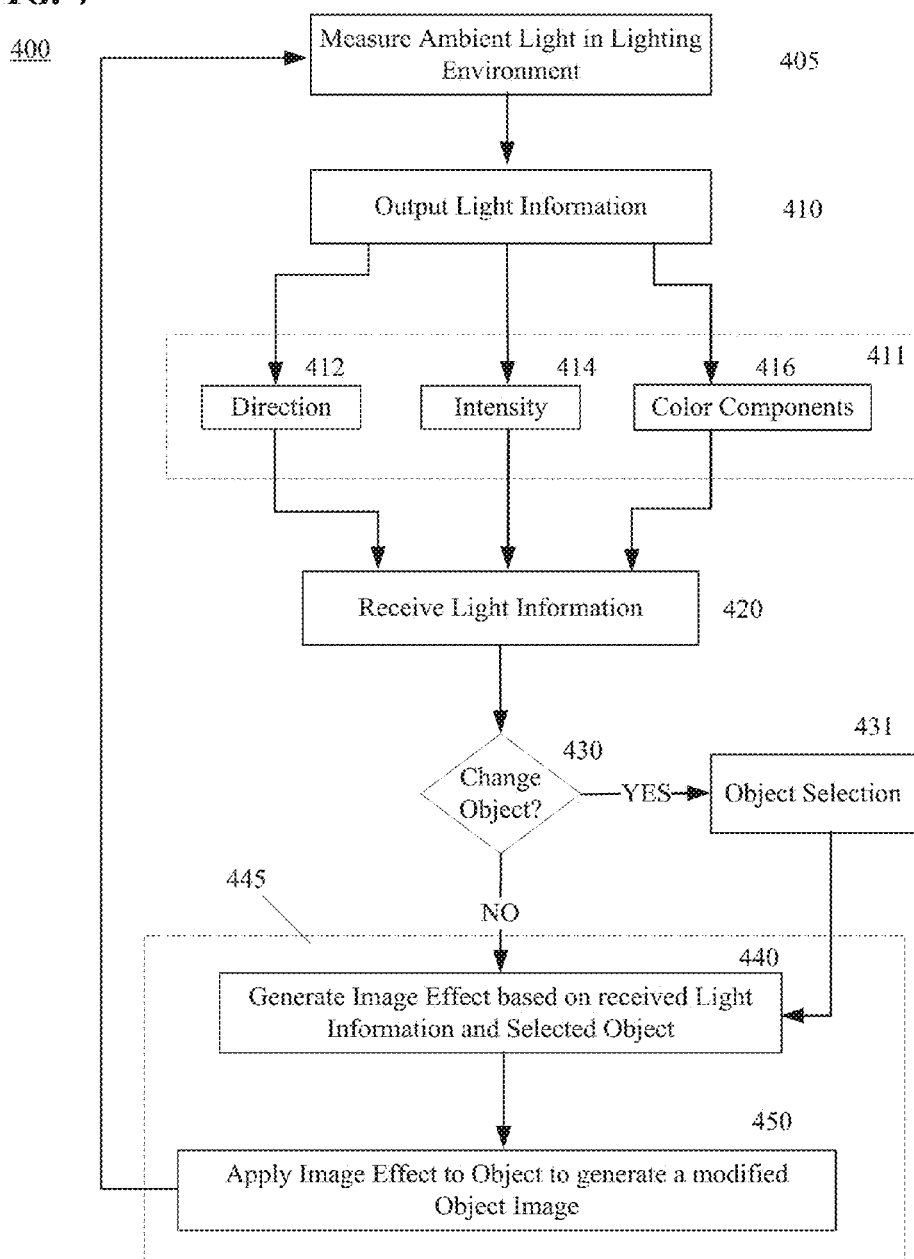 400
Measure Ambient Light in Lighting
Environment
405
Output Light Information
410
411
412
414
416
Direction
Intensity
Color Components
Receive Light Information
420
430
431
Change
Object?
YES
Object Selection
445
NO
440
Generate Image Effect based on received Light
Information and Selected Object
450
Apply Image Effect to Object to generate a modified
Object Image